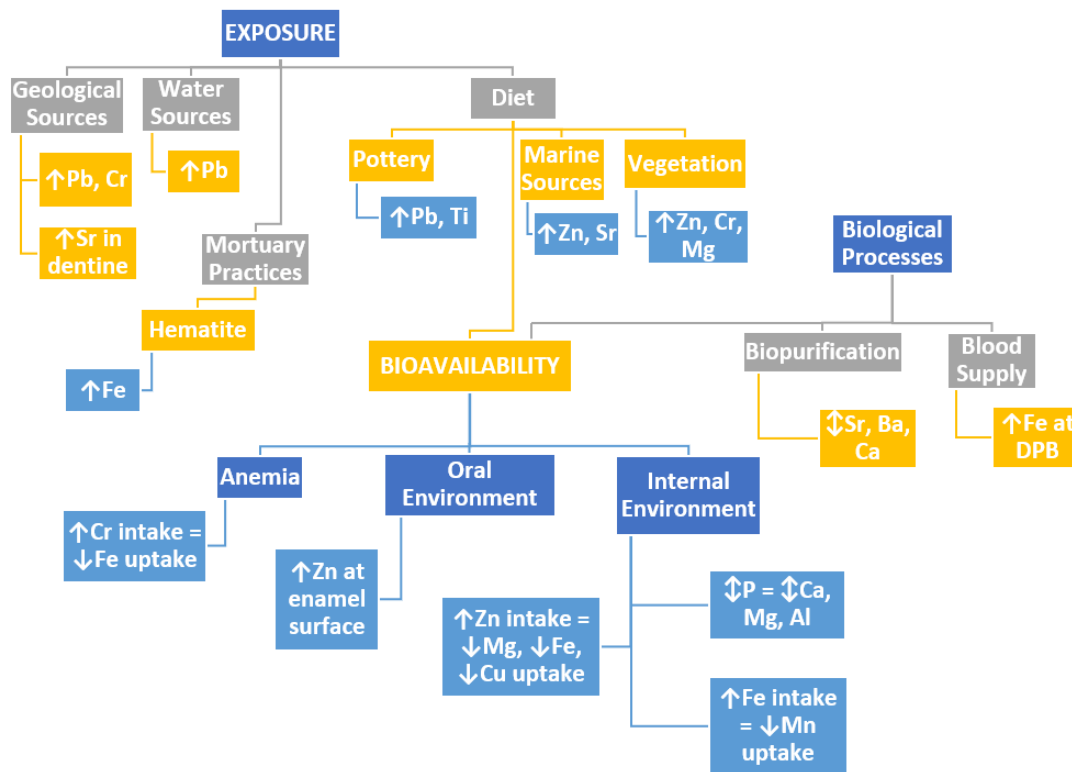 EXPOSURE
Geological
Sources
Water
Sources
Diet
↑Pb, Cr
↑Pb
Pottery
Marine
Sources
Vegetation
↑Pb, Ti
↑Zn, Sr
↑Zn, Cr,
Mg
↑Sr in
dentine
Mortuary
Practices
Biological
Processes
Hematite
↑Fe
BIOAVAILABILITY
Biopurification
Blood
Supply
↕Sr, Ba,
Ca
↑Fe at
DPB
Anemia
Oral
Environment
Internal
Environment
↑Cr intake =
↓Fe uptake
↑Zn at
enamel
surface
↑Zn intake =
↓Mg, ↓Fe,
↓Cu uptake
↕P = ↕Ca,
Mg, Al
↑Fe intake
= ↓Mn
uptake